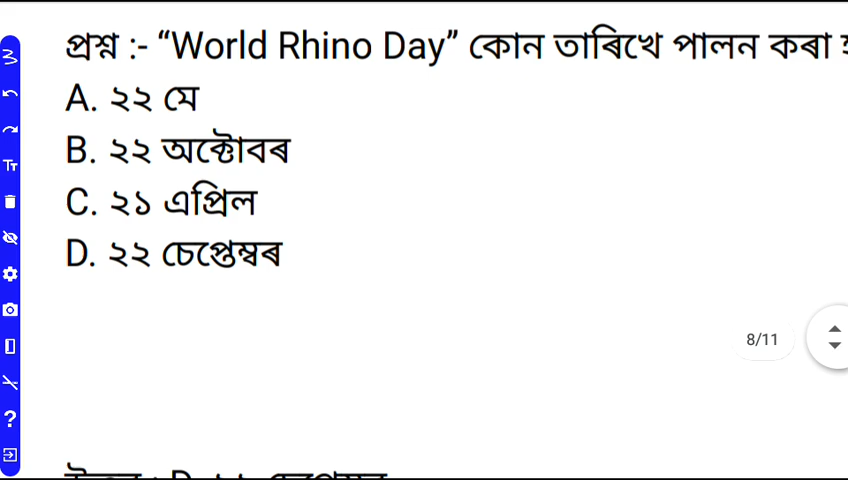 প্ৰশ্ন :- “World Rhino Day” কোন তাৰিখে পালন কৰা
A. ২২ মে
B. ২২ অক্টোবৰ
C. ২১ এপ্ৰিল
D. ২২ চেপ্তেম্বৰ
8/11